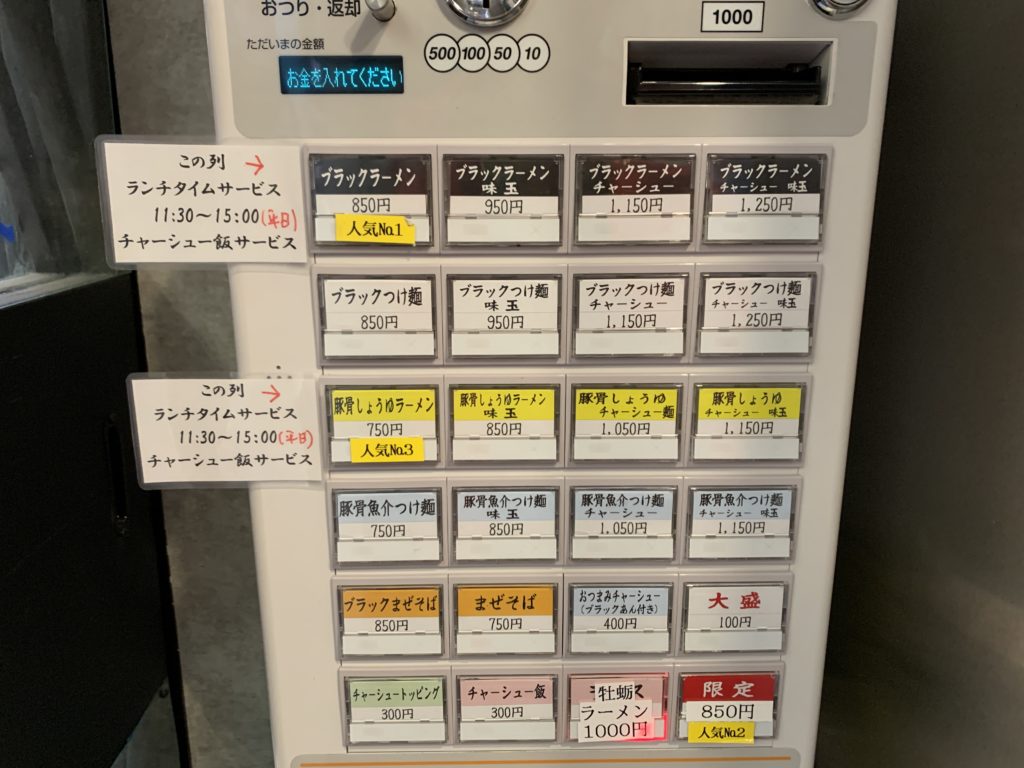 おつり・返却
1000
ただいまの金額
500 100 50 10
お金を入れてください
この列 →
ランチタイムサービス
11:30〜15:00(平日)
チャーシュー飯サービス
ブラックラーメン
850円
人気No.1
ブラックラーメン
味玉
950円
ブラックラーメン
チャーシュー
1,150円
ブラックラーメン
チャーシュー 味玉
1,250円
ブラックつけ麺
850円
ブラックつけ麺
味玉
950円
ブラックつけ麺
チャーシュー
1,150円
ブラックつけ麺
チャーシュー 味玉
1,250円
この列 →
ランチタイムサービス
11:30〜15:00(平日)
チャーシュー飯サービス
豚骨しょうゆラーメン
750円
人気No.3
豚骨しょうゆラーメン
味玉
850円
豚骨しょうゆ
チャーシュー麺
1,050円
豚骨しょうゆ
チャーシュー 味玉
1,150円
豚骨魚介つけ麺
750円
豚骨魚介つけ麺
味玉
850円
豚骨魚介つけ麺
チャーシュー
1,050円
豚骨魚介つけ麺
チャーシュー 味玉
1,150円
ブラックまぜそば
850円
まぜそば
750円
おつまみチャーシュー
(ブラックあん付き)
400円
大盛
100円
チャーシュートッピング
300円
チャーシュー飯
300円
牡蛎
ラーメン
1000円
限定
850円
人気No.2